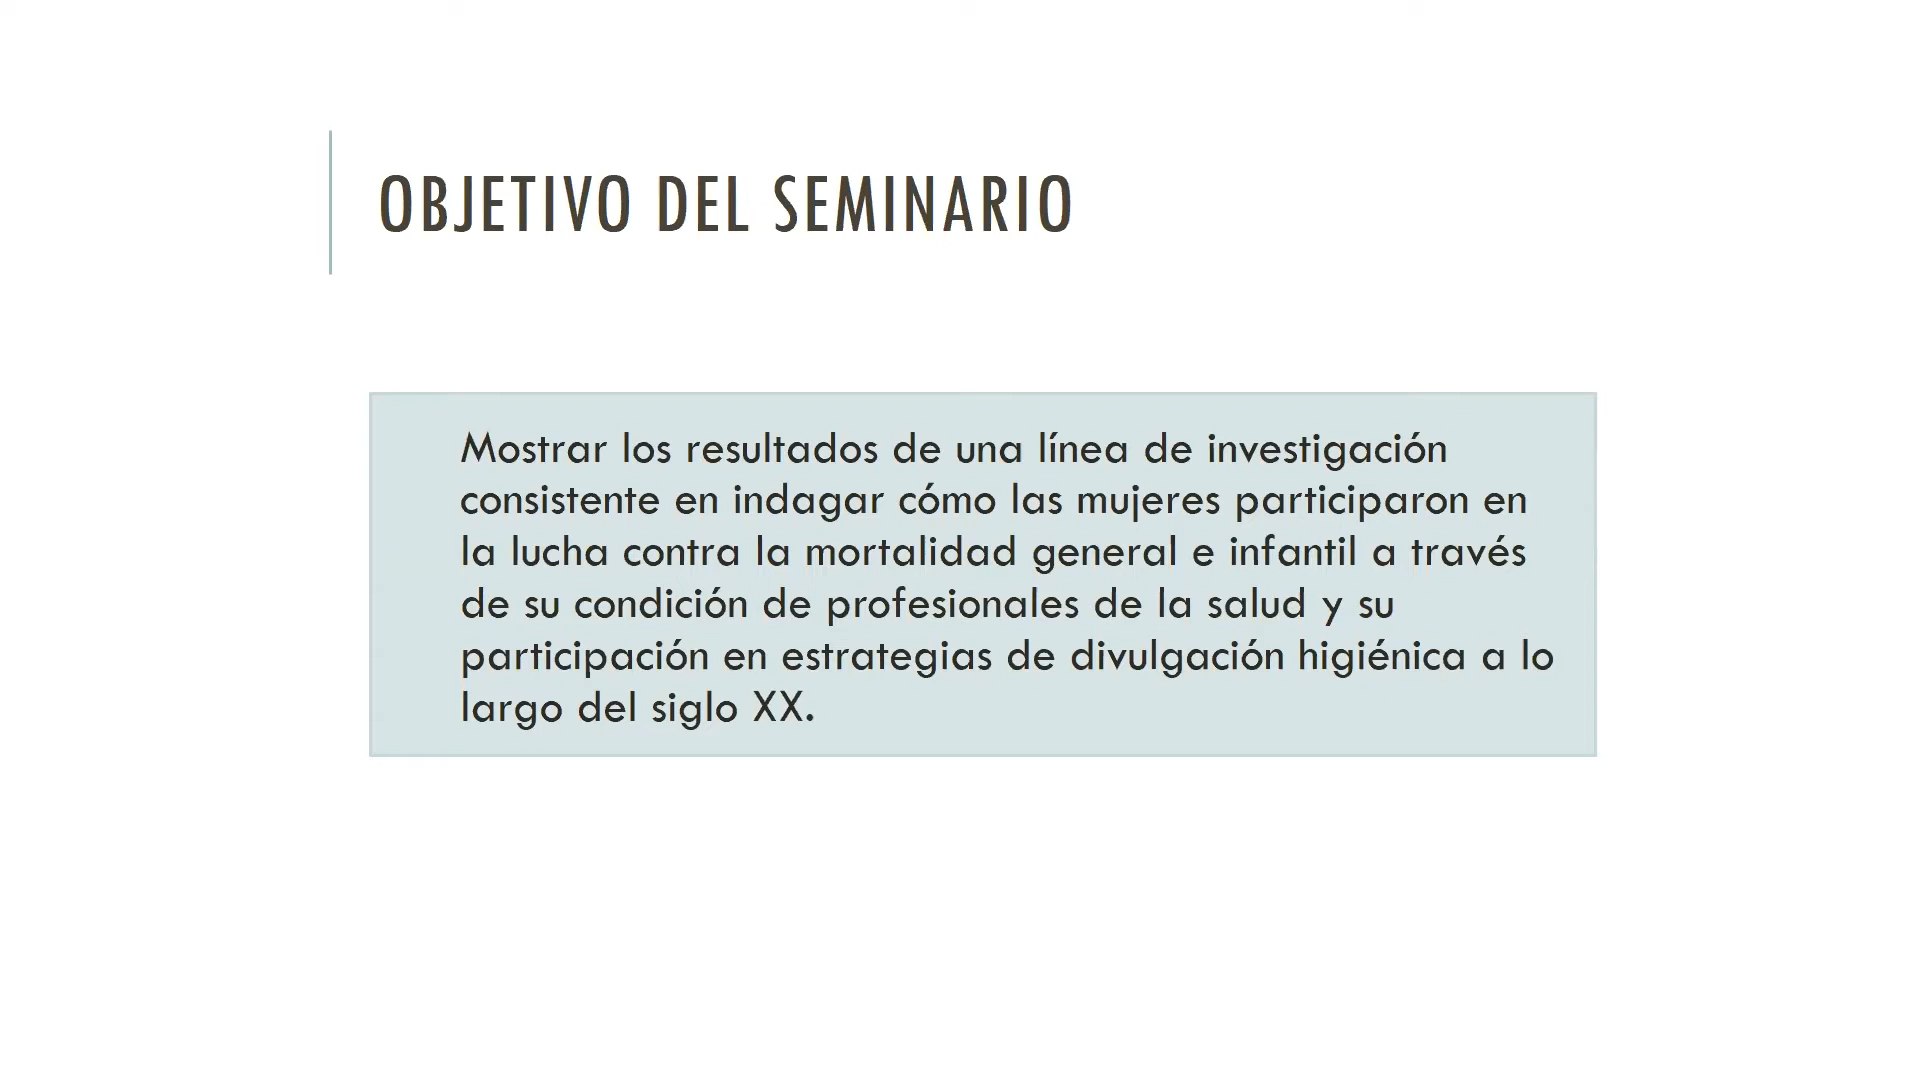 OBJETIVO DEL SEMINARIO
Mostrar los resultados de una línea de investigación
consistente en indagar cómo las mujeres participaron en
la lucha contra la mortalidad general e infantil a través
de su condición de profesionales de la salud y su
participación en estrategias de divulgación higiénica a lo
largo del siglo XX.